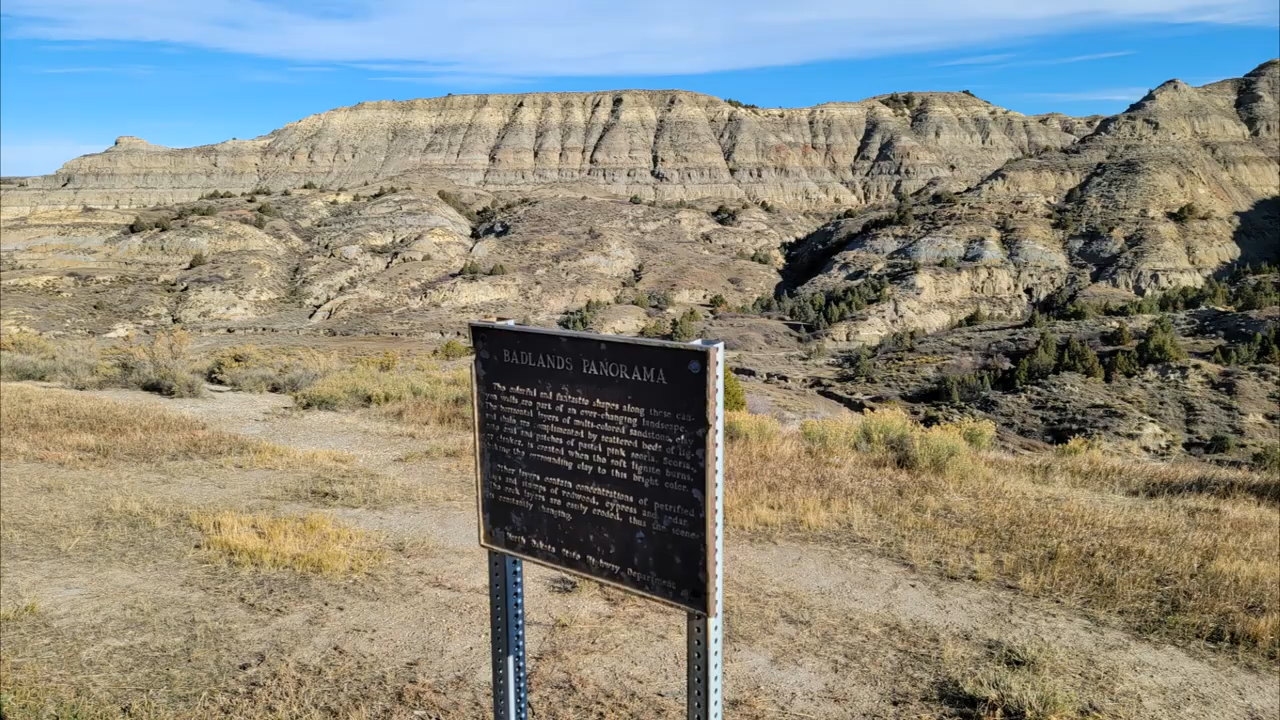 BADLANDS PANORAMA
The colorful and fantastic shapes along these can-
yon walls are part of an ever-changing landscape.
The horizontal layers of multi-colored sandstone, clay
and shale are complimented by scattered beds of lig-
nite coal and patches of pastel pink scoria. Scoria,
or clinker, is created when the soft lignite burns,
baking the surrounding clay to this bright color.
Other layers contain concentrations of petrified
logs and stumps of redwood, cypress and cedar.
The rock layers are easily eroded, thus the scene
is constantly changing.
North Dakota State Highway Department